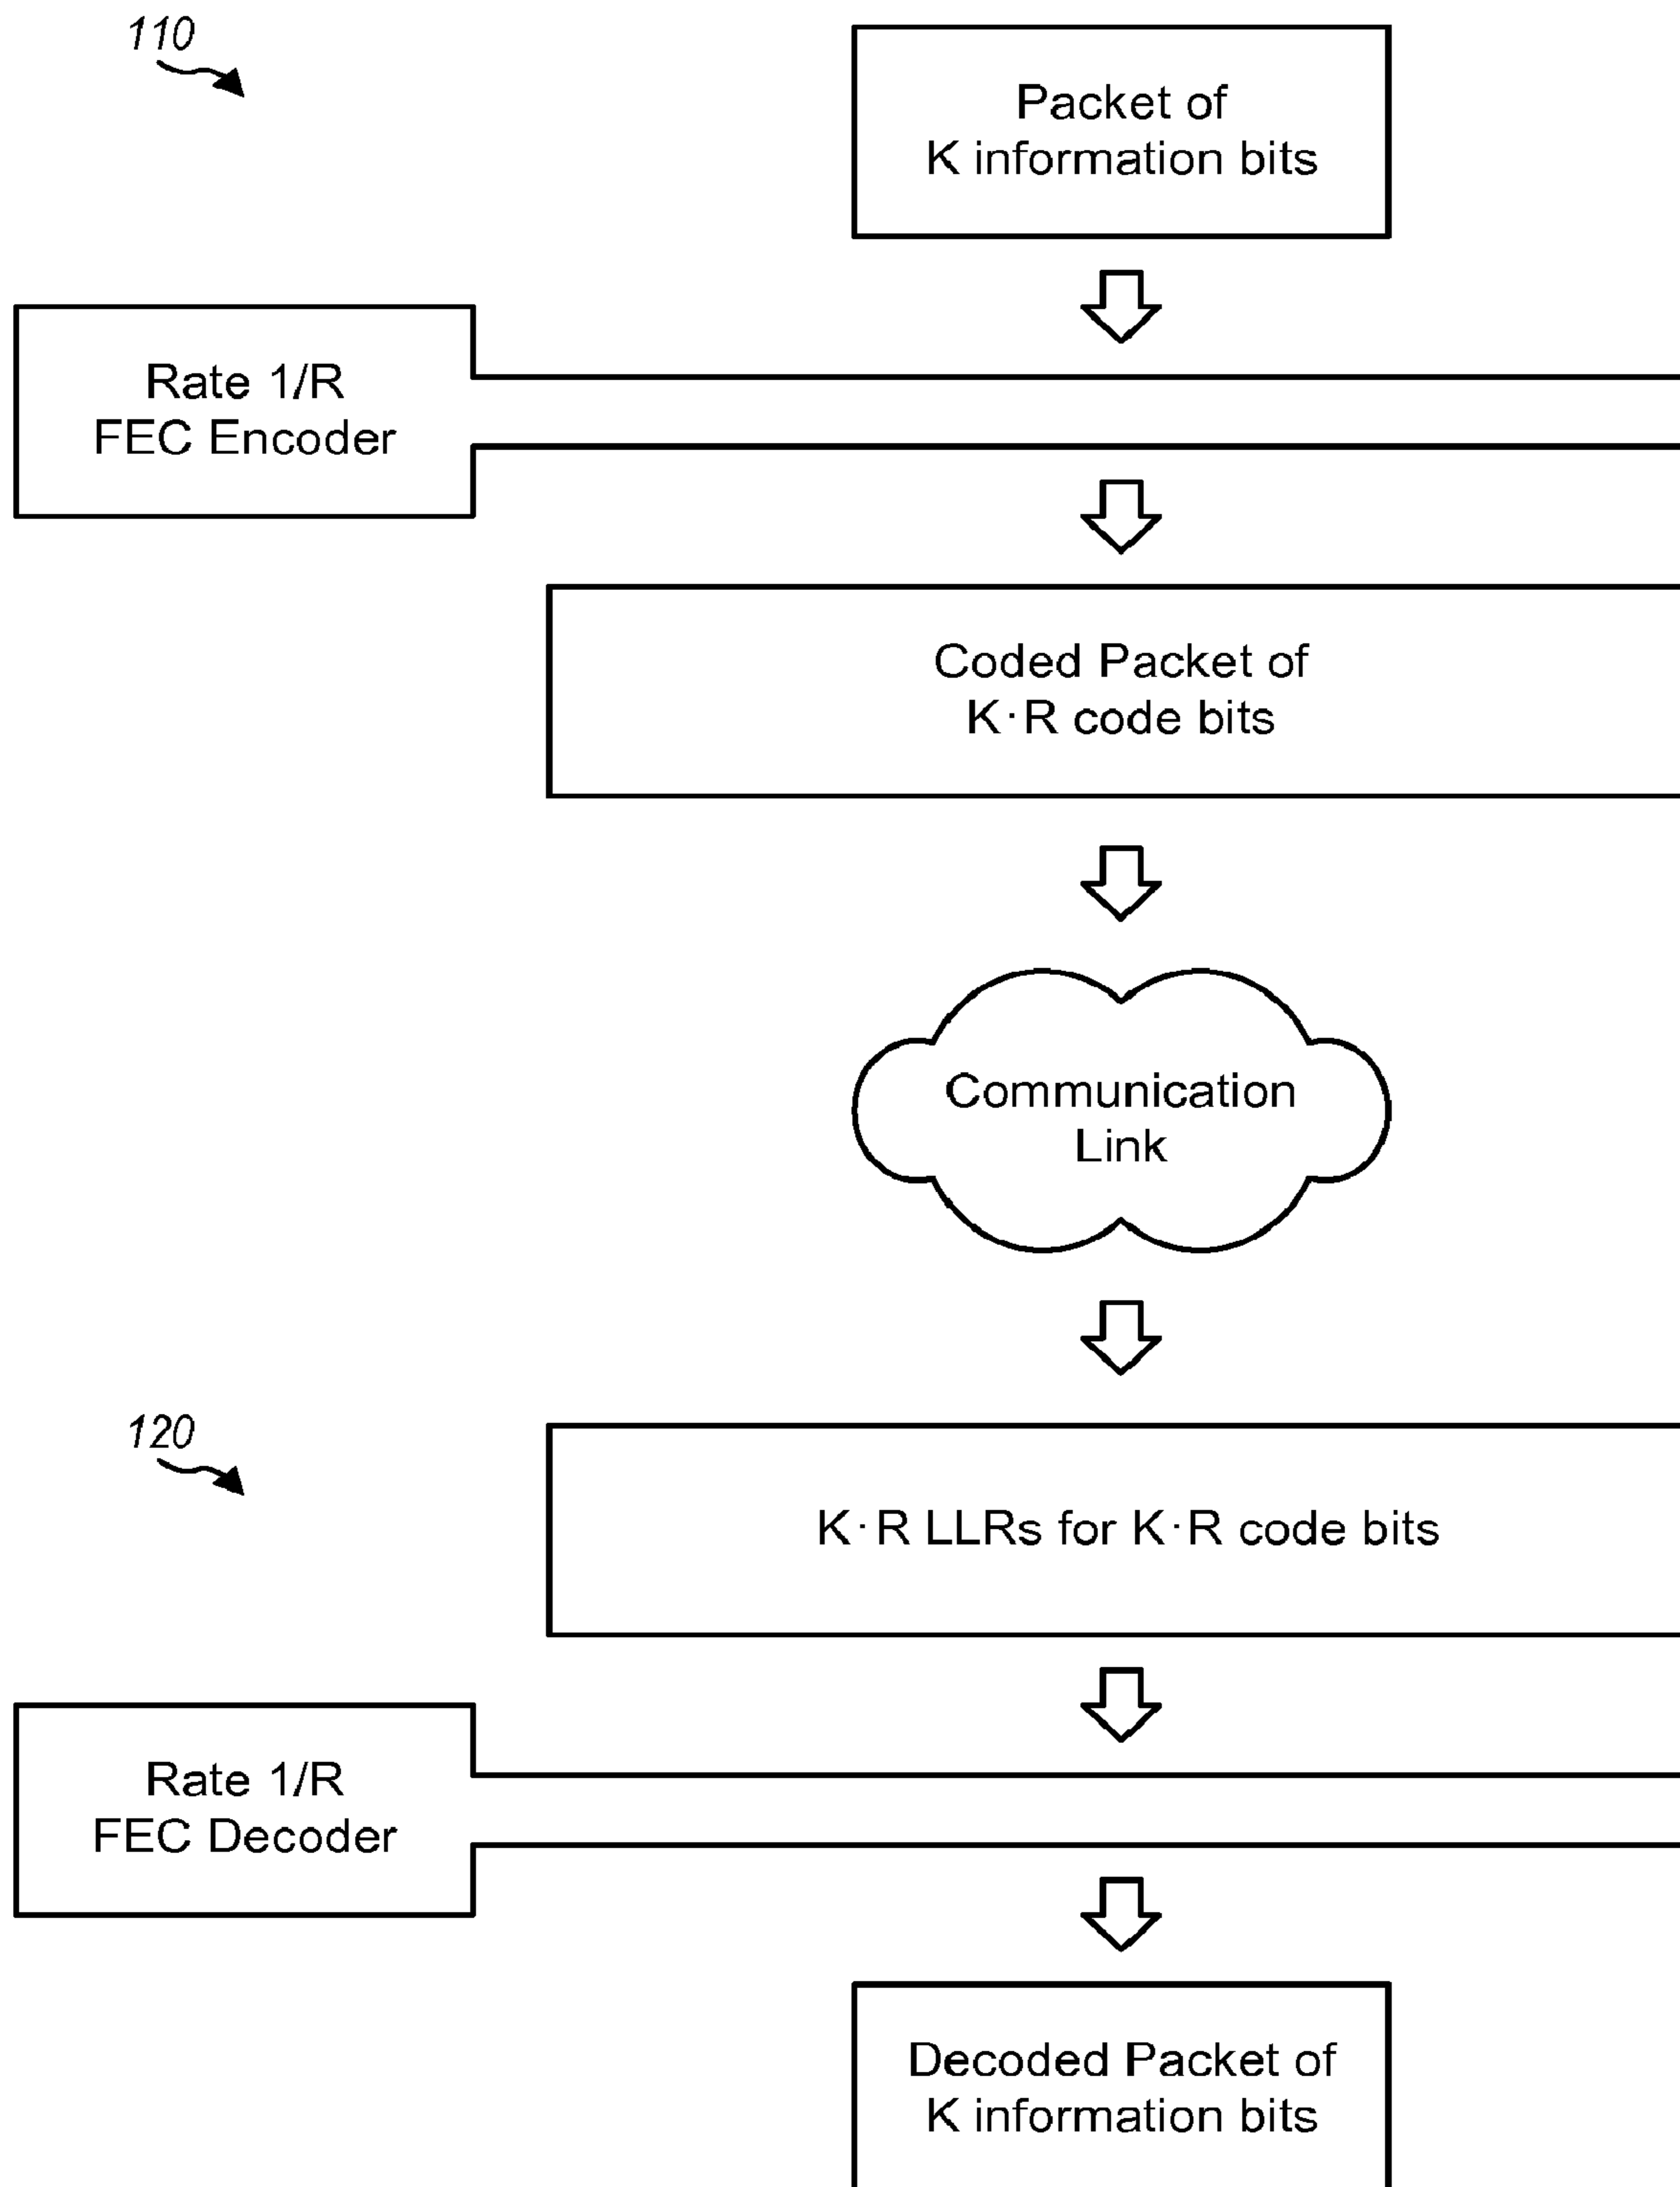 110
Packet of
K information bits
Rate 1/R
FEC Encoder
Coded Packet of
K·R code bits
Communication
Link
120
K·R LLRs for K·R code bits
Rate 1/R
FEC Decoder
Decoded Packet of
K information bits